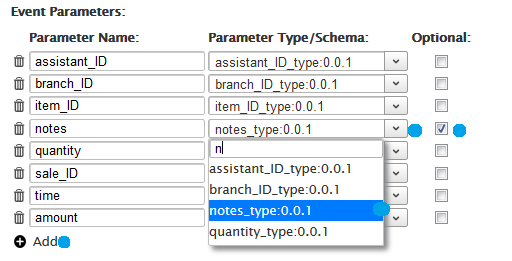 Event Parameters:
Parameter Name: Parameter Type/Schema: Optional:
assistant_ID assistant_ID_type:0.0.1
branch_ID branch_ID_type:0.0.1
item_ID item_ID_type:0.0.1
notes notes_type:0.0.1
quantity n
sale_ID assistant_ID_type:0.0.1
time branch_ID_type:0.0.1
amount notes_type:0.0.1
quantity_type:0.0.1
Add